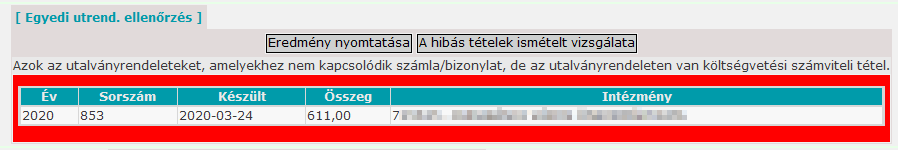 [ Egyedi utrend. ellenőrzés ]
Eredmény nyomtatása A hibás tételek ismételt vizsgálata
Azok az utalványrendeleteket, amelyekhez nem kapcsolódik számla/bizonylat, de az utalványrendeleten van költségvetési számviteli tétel.
Év Sorszám Készült Összeg Intézmény
2020 853 2020-03-24 611,00 7